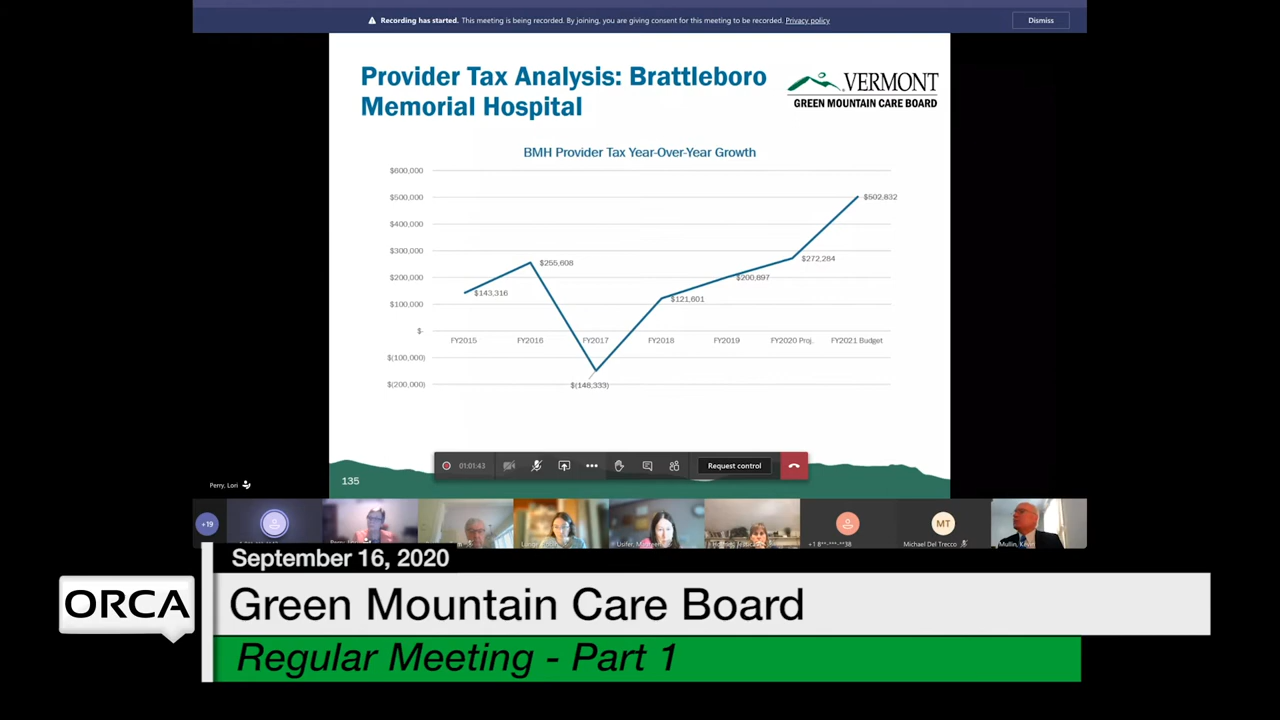 Recording has started. This meeting is being recorded. By joining, you are giving consent for this meeting to be recorded. Privacy policy
Dismiss
Provider Tax Analysis: Brattleboro
Memorial Hospital
VERMONT
GREEN MOUNTAIN CARE BOARD
BMH Provider Tax Year-Over-Year Growth
$600,000
$500,000
$502,832
$400,000
$300,000
$255,608
$272,284
$200,000
$200,897
$143,316
$121,601
$100,000
$-
FY2015
FY2016
FY2017
FY2018
FY2019
FY2020 Proj.
FY2021 Budget
$(100,000)
$(200,000)
$(148,333)
01:01:43
Request control
135
Perry, Lori
+19
MT
+1 8**-***-**38
Michael Del Trecco
Mullin, Kevin
September 16, 2020
ORCA
Green Mountain Care Board
Regular Meeting - Part 1